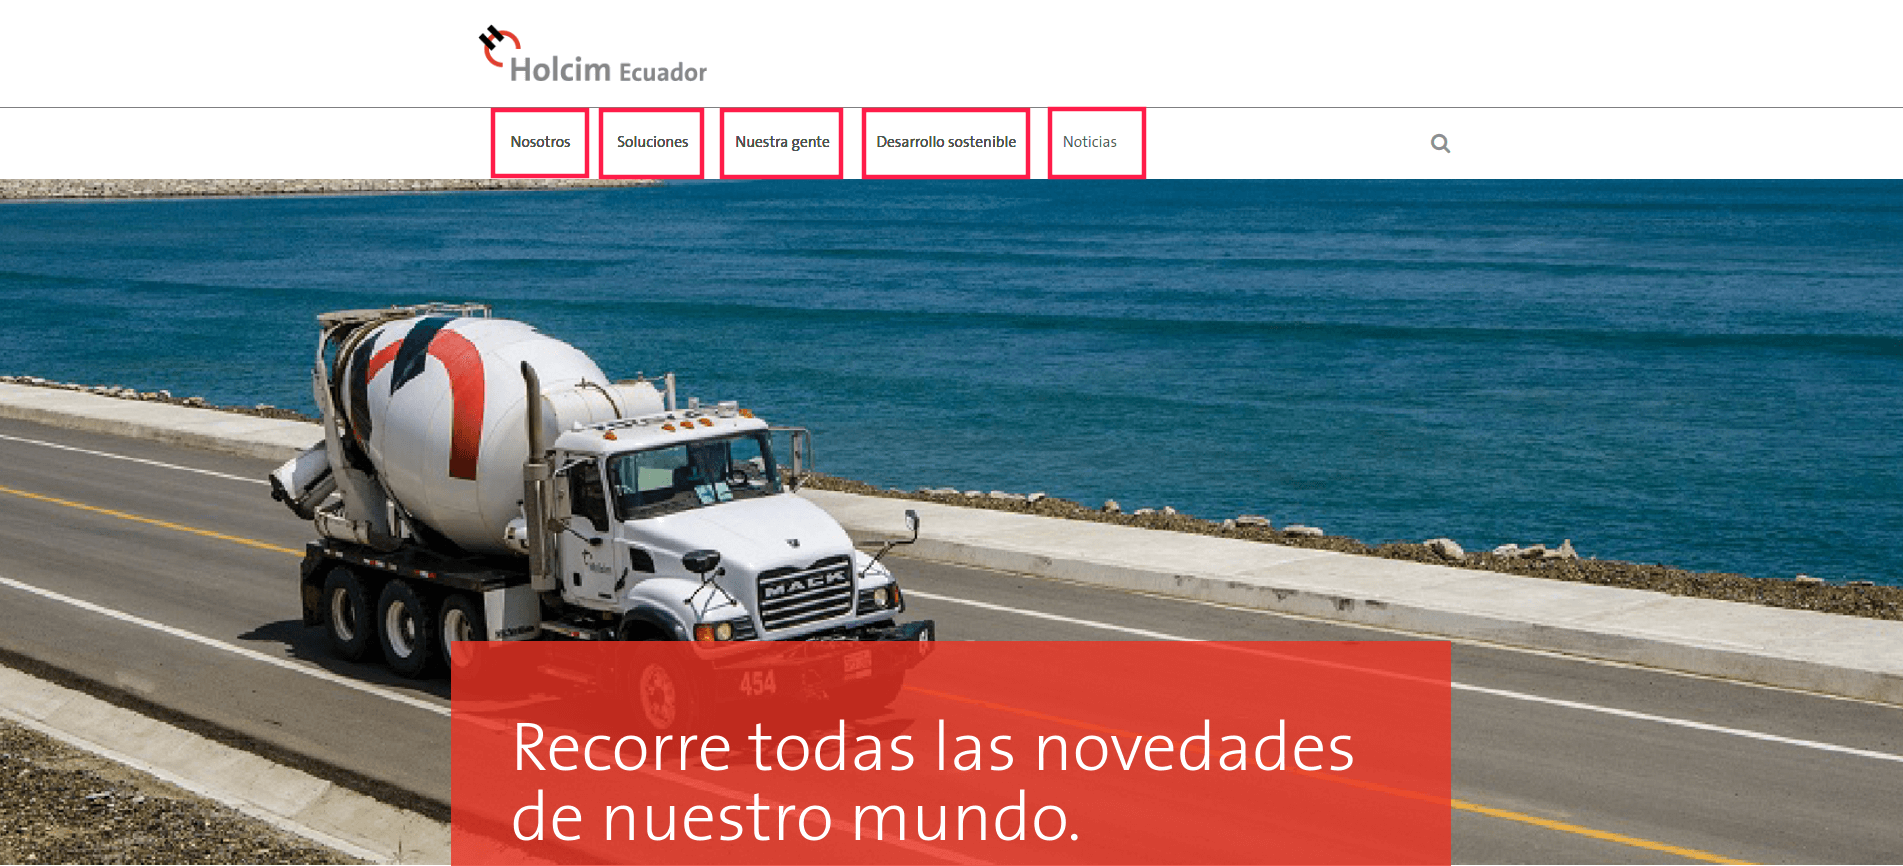 Holcim Ecuador
Nosotros
Soluciones
Nuestra gente
Desarrollo sostenible
Noticias
MACK
454
Recorre todas las novedades
de nuestro mundo.